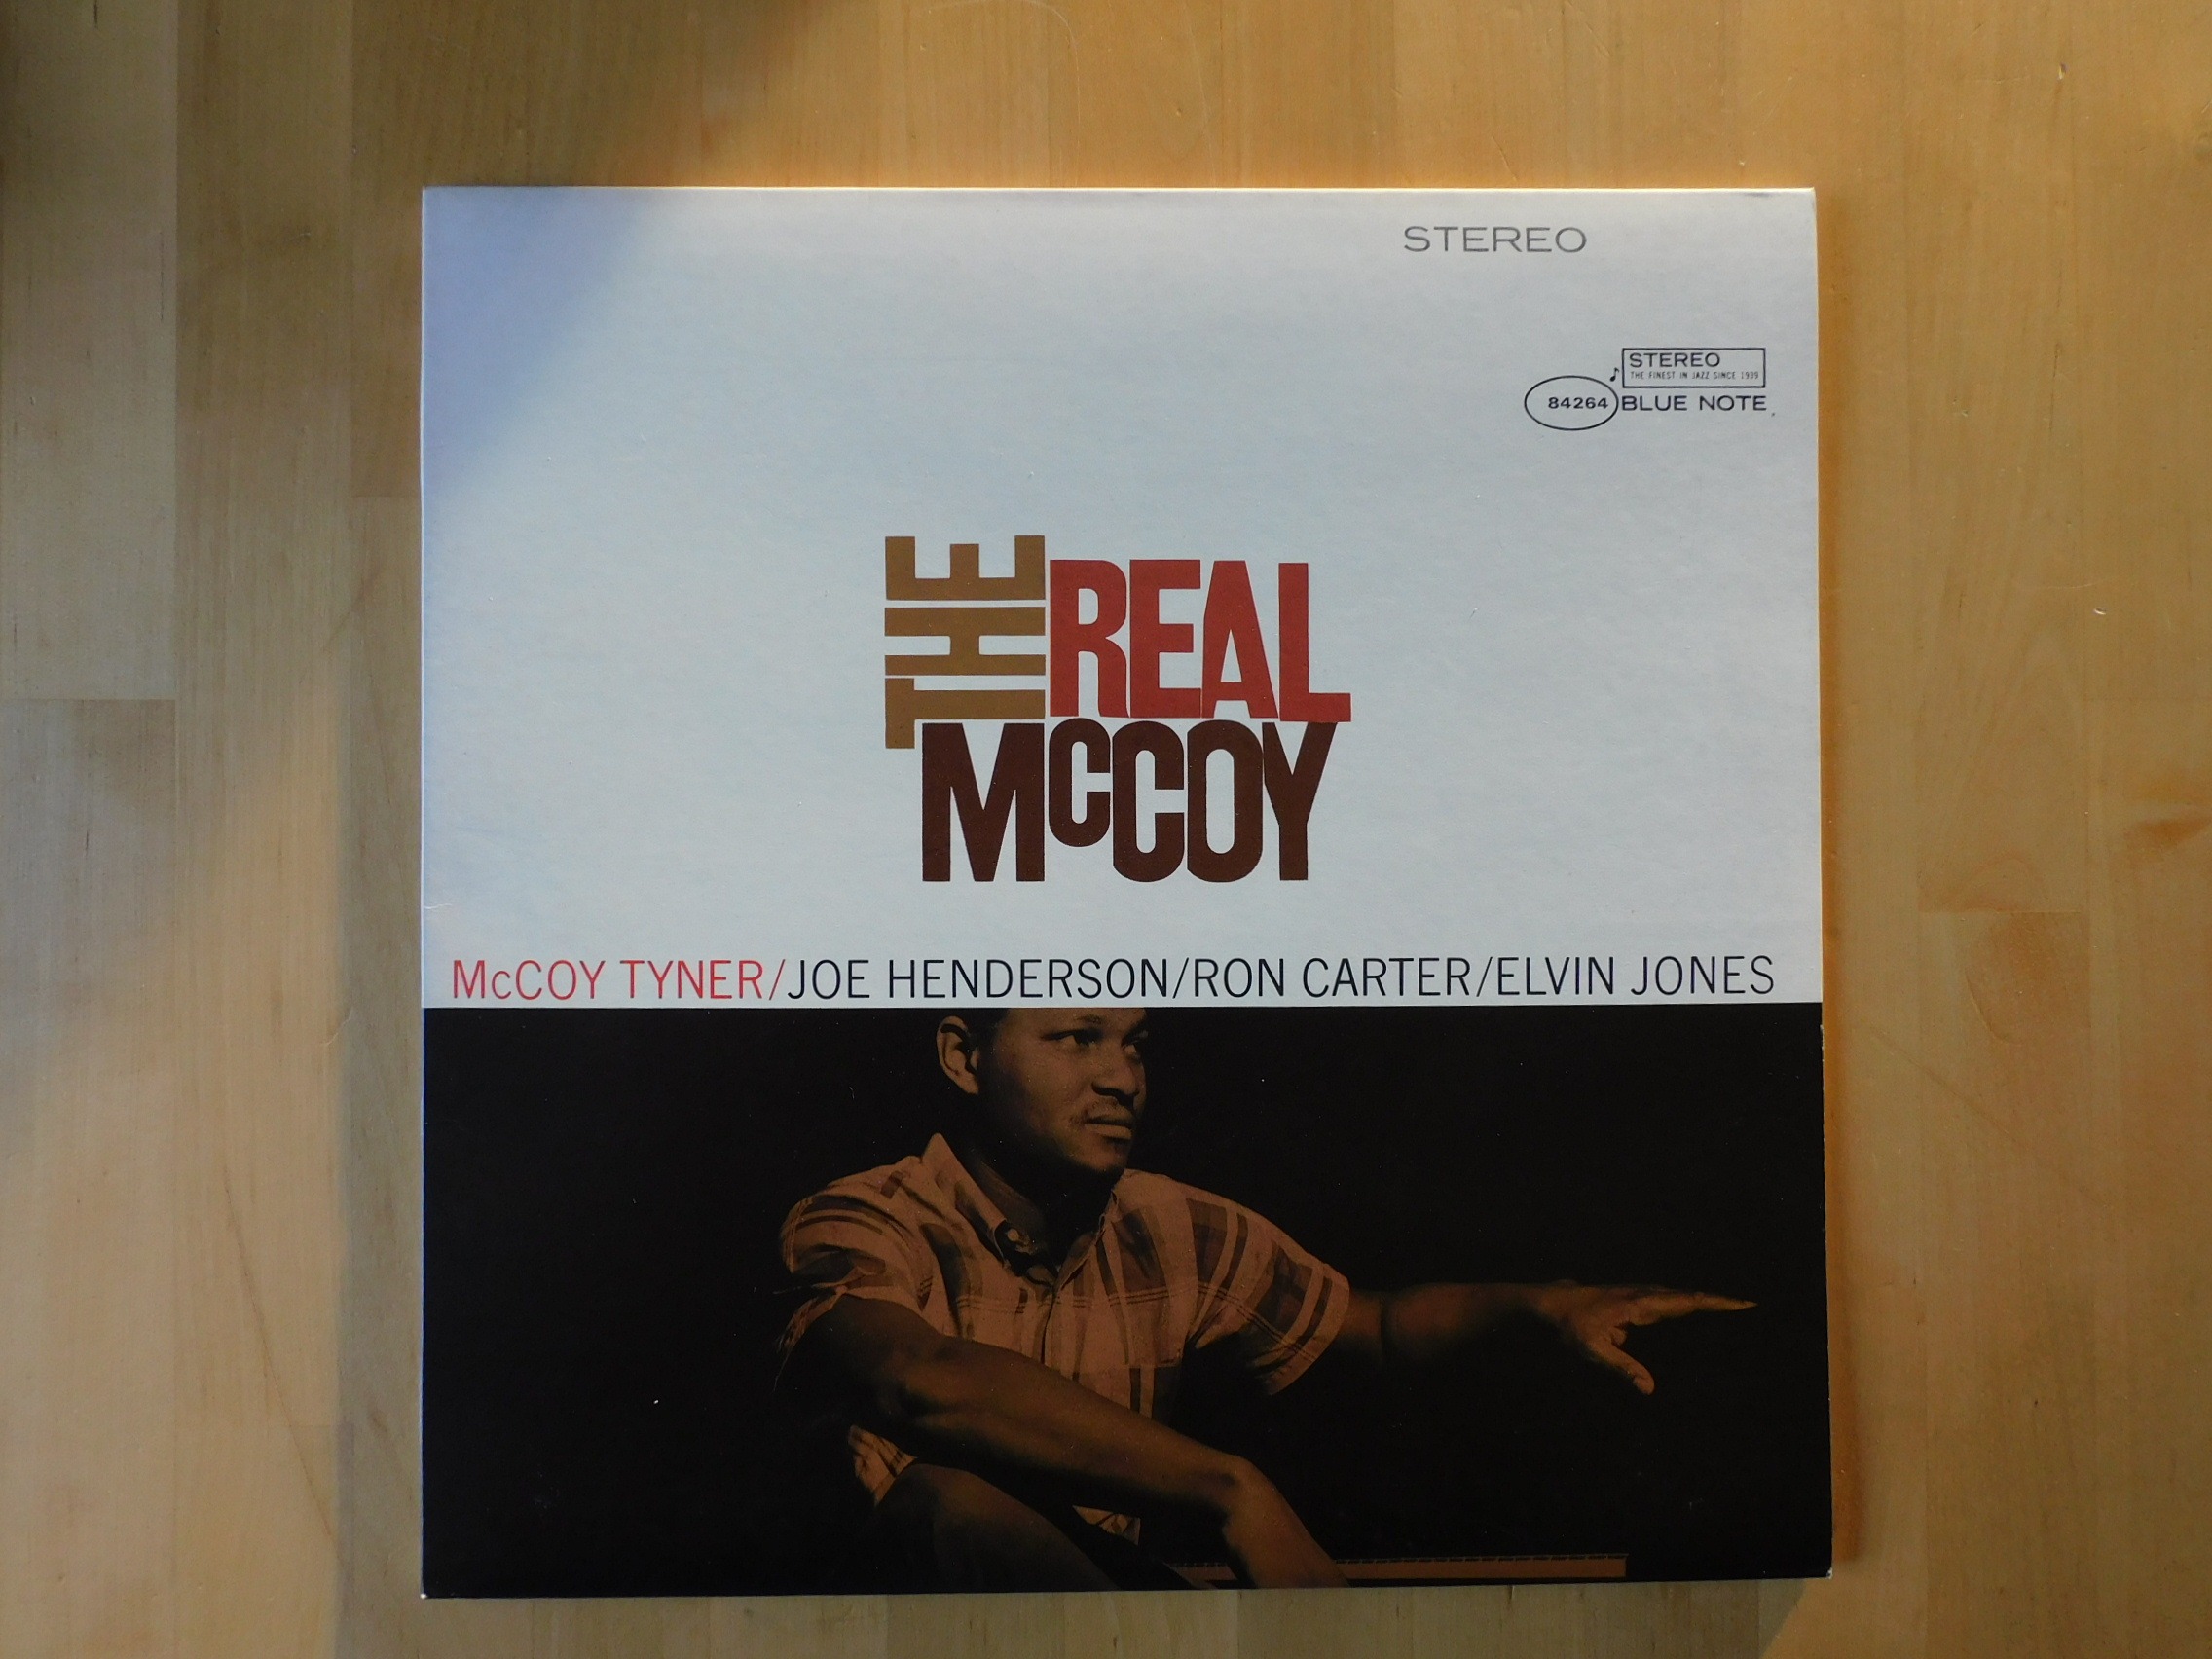 STEREO
STEREO
THE FINEST IN JAZZ SINCE 1939
84264 BLUE NOTE
THE REAL
McCOY
McCOY TYNER/JOE HENDERSON/RON CARTER/ELVIN JONES